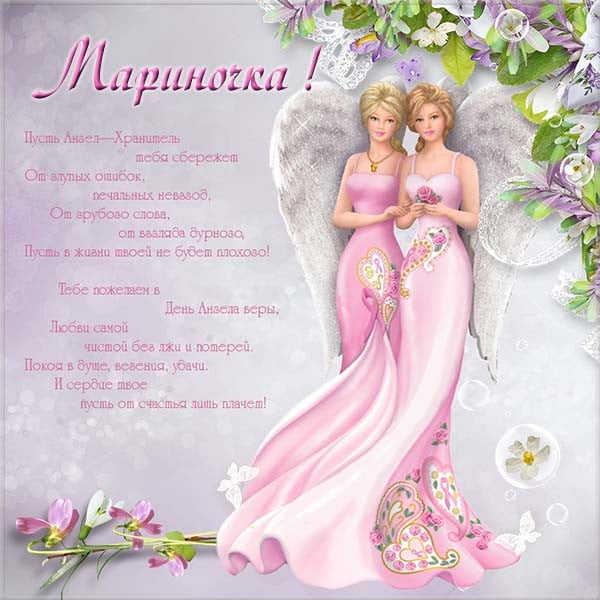 Мариночка !
Пусть Ангел—Хранитель
тебя сбережет
От глупых ошибок,
печальных невзгод,
От грубого слова,
от взгляда дурного,
Пусть в жизни твоей не будет плохого!
Тебе пожелаем в
День Ангела веры,
Любви самой
чистой без лжи и потерей.
Покоя в душе, везения, удачи.
И сердце твое
пусть от счастья лишь плачет!